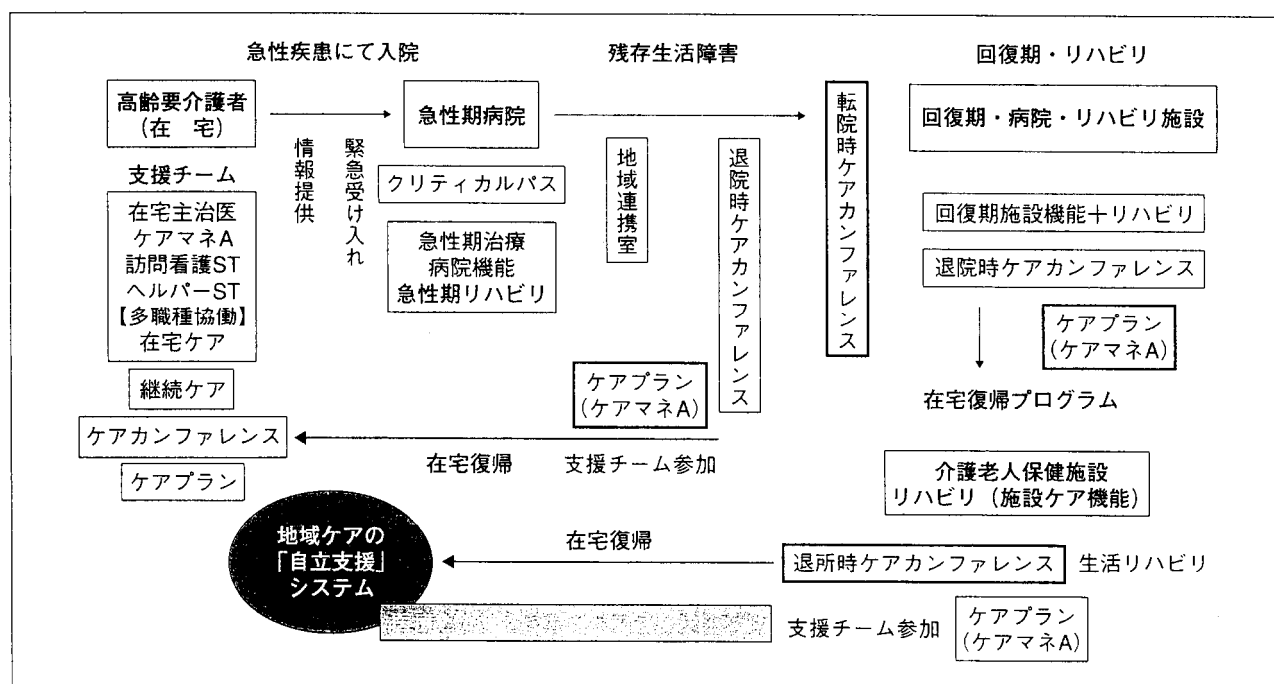 急性疾患にて入院
残存生活障害
回復期・リハビリ
高齢要介護者
(在　宅)
情報提供
緊急受け入れ
急性期病院
転院時ケアカンファレンス
回復期・病院・リハビリ施設
支援チーム
在宅主治医
ケアマネA
訪問看護ST
ヘルパーST
【多職種協働】
在宅ケア
クリティカルパス
急性期治療
病院機能
急性期リハビリ
地域連携室
退院時ケアカンファレンス
回復期施設機能＋リハビリ
退院時ケアカンファレンス
ケアプラン
(ケアマネA)
在宅復帰プログラム
継続ケア
ケアカンファレンス
ケアプラン
ケアプラン
(ケアマネA)
在宅復帰
支援チーム参加
介護老人保健施設
リハビリ（施設ケア機能）
地域ケアの
「自立支援」
システム
在宅復帰
退所時ケアカンファレンス
生活リハビリ
支援チーム参加
ケアプラン
(ケアマネA)